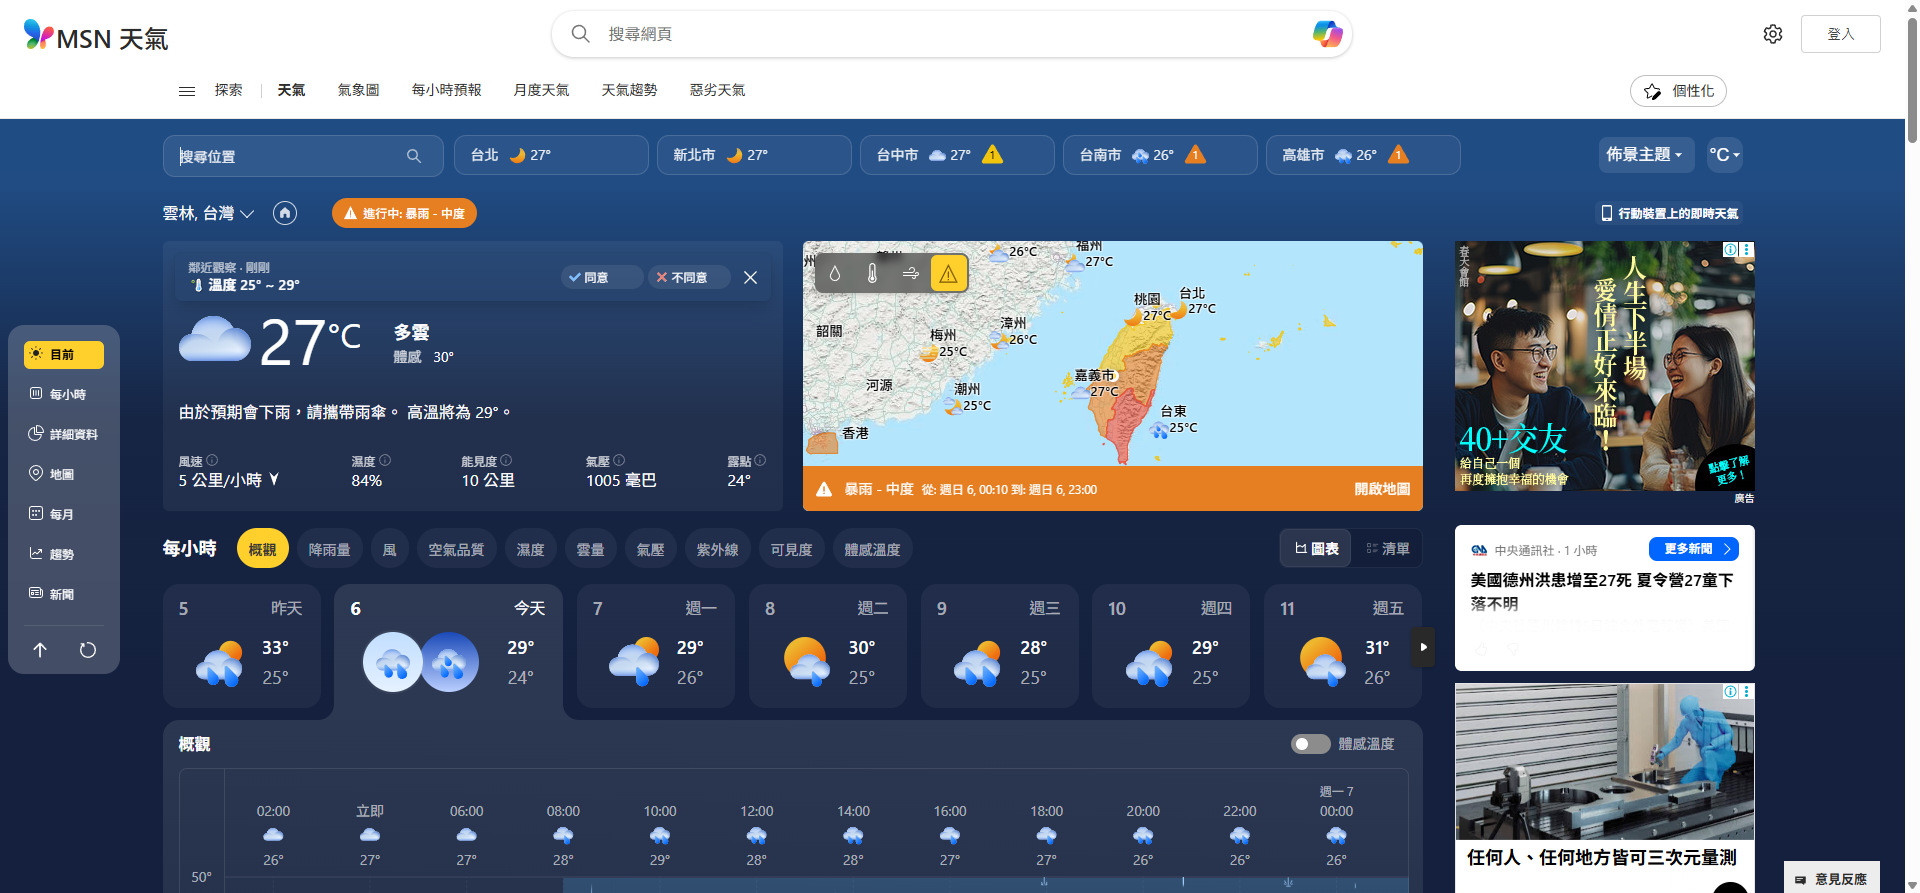 MSN 天氣
搜尋網頁
登入
探索
天氣
氣象圖
每小時預報
月度天氣
天氣趨勢
惡劣天氣
個性化
搜尋位置
台北 27°
新北市 27°
台中市 27° 1
台南市 26° 1
高雄市 26° 1
佈景主題
°C
雲林, 台灣
進行中: 暴雨 - 中度
行動裝置上的即時天氣
鄰近觀察 · 剛剛
溫度 25° ~ 29°
同意
不同意
27°C
多雲
體感 30°
由於預期會下雨，請攜帶雨傘。 高溫將為 29°。
風速
5 公里/小時
濕度
84%
能見度
10 公里
氣壓
1005 毫巴
露點
24°
目前
每小時
詳細資料
地圖
每月
趨勢
新聞
26°C
福州
27°C
桃園
27°C
台北
27°C
韶關
梅州
25°C
漳州
26°C
嘉義市
27°C
河源
潮州
25°C
台東
25°C
香港
暴雨 - 中度 從: 週日 6, 00:10 到: 週日 6, 23:00
開啟地圖
春天會館
人生下半場
愛情正好來臨！
40+交友
給自己一個
再度擁抱幸福的機會
點擊了解
更多！
廣告
每小時
概觀
降雨量
風
空氣品質
濕度
雲量
氣壓
紫外線
可見度
體感溫度
圖表
清單
5 昨天
33°
25°
6 今天
29°
24°
7 週一
29°
26°
8 週二
30°
25°
9 週三
28°
25°
10 週四
29°
25°
11 週五
31°
26°
中央通訊社 · 1 小時
更多新聞
美國德州洪患增至27死 夏令營27童下
落不明
概觀
體感溫度
週一 7
02:00 立即 06:00 08:00 10:00 12:00 14:00 16:00 18:00 20:00 22:00 00:00
26° 27° 27° 28° 29° 28° 28° 27° 27° 26° 26° 26°
50°
任何人、任何地方皆可三次元量測
意見反應